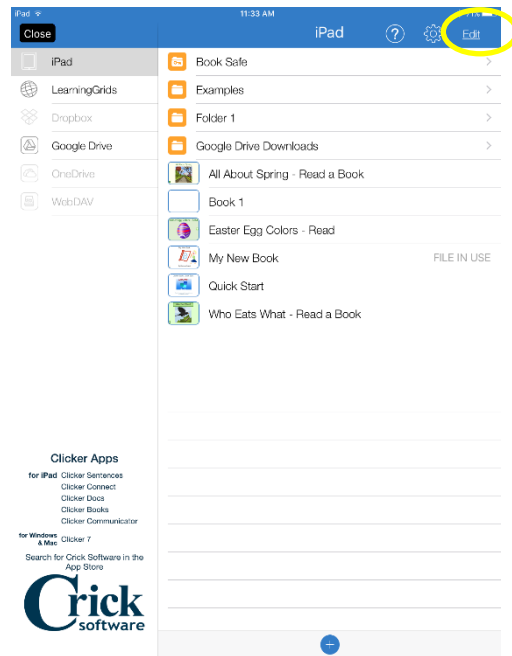 iPad 11:33 AM 71%
Close iPad ? Edit
iPad
LearningGrids
Dropbox
Google Drive
OneDrive
WebDAV
Book Safe
Examples
Folder 1
Google Drive Downloads
All About Spring - Read a Book
Book 1
Easter Egg Colors - Read
My New Book FILE IN USE
Quick Start
Who Eats What - Read a Book
Clicker Apps
for iPad Clicker Sentences
Clicker Connect
Clicker Docs
Clicker Books
Clicker Communicator
for Windows
& Mac Clicker 7
Search for Crick Software in the
App Store
Crick
software